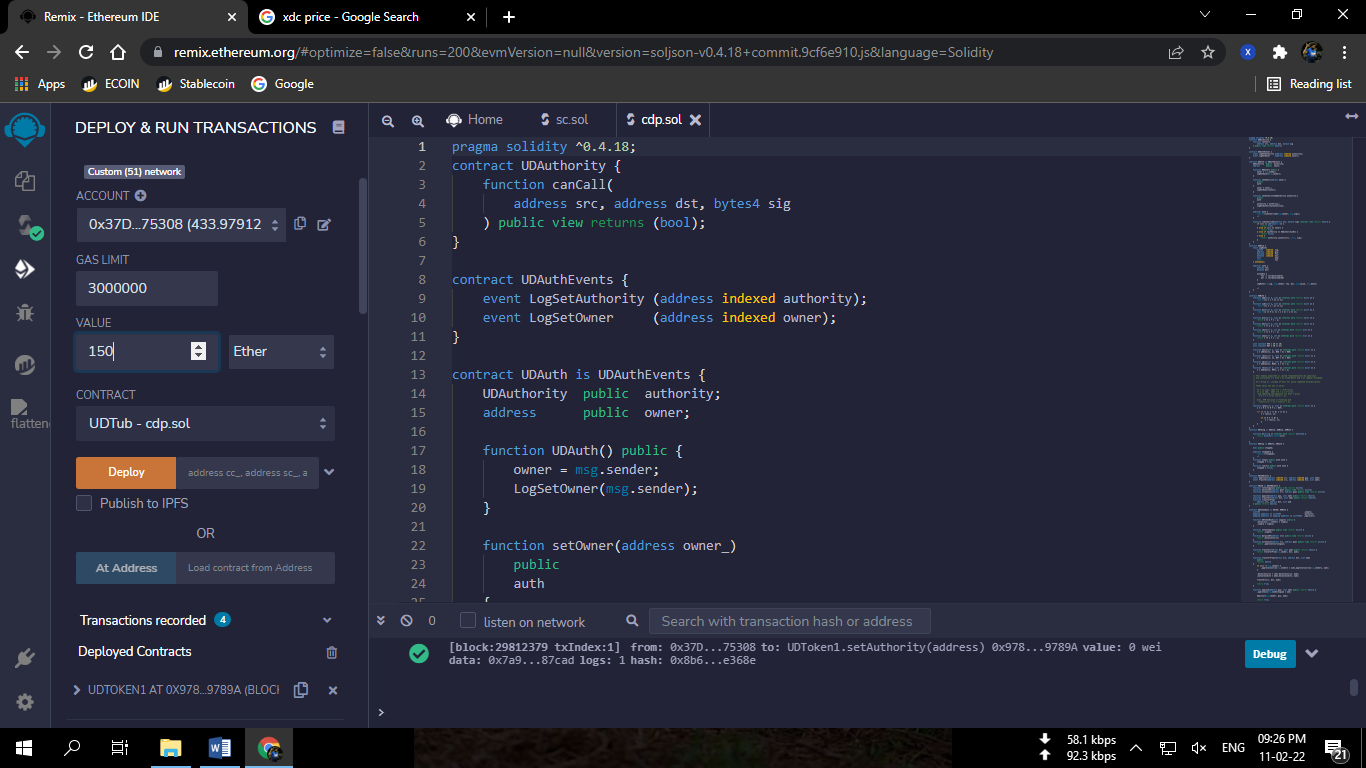 Remix - Ethereum IDE
xdc price - Google Search
remix.ethereum.org/#optimize=false&runs=200&evmVersion=null&version=soljson-v0.4.18+commit.9cf6e910.js&language=Solidity
X
Apps
ECOIN
Stablecoin
Google
Reading list
DEPLOY & RUN TRANSACTIONS
Custom (51) network
ACCOUNT
0x37D...75308 (433.97912
GAS LIMIT
3000000
VALUE
150
Ether
CONTRACT
UDTub - cdp.sol
Deploy
address cc_, address sc_, a
Publish to IPFS
OR
At Address
Load contract from Address
Transactions recorded 4
Deployed Contracts
UDTOKEN1 AT 0X978...9789A (BLOCK
flatten
Home
sc.sol
cdp.sol
1 pragma solidity ^0.4.18;
2 contract UDAuthority {
3 function canCall(
4 address src, address dst, bytes4 sig
5 ) public view returns (bool);
6 }
7
8 contract UDAuthEvents {
9 event LogSetAuthority (address indexed authority);
10 event LogSetOwner     (address indexed owner);
11 }
12
13 contract UDAuth is UDAuthEvents {
14 UDAuthority  public  authority;
15 address      public  owner;
16
17 function UDAuth() public {
18 owner = msg.sender;
19 LogSetOwner(msg.sender);
20 }
21
22 function setOwner(address owner_)
23 public
24 auth
25 {
0
listen on network
Search with transaction hash or address
[block:29812379 txIndex:1] from: 0x37D...75308 to: UDToken1.setAuthority(address) 0x978...9789A value: 0 wei
data: 0x7a9...87cad logs: 1 hash: 0x8b6...e368e
Debug
>
58.1 kbps
92.3 kbps
ENG
09:26 PM
11-02-22
21